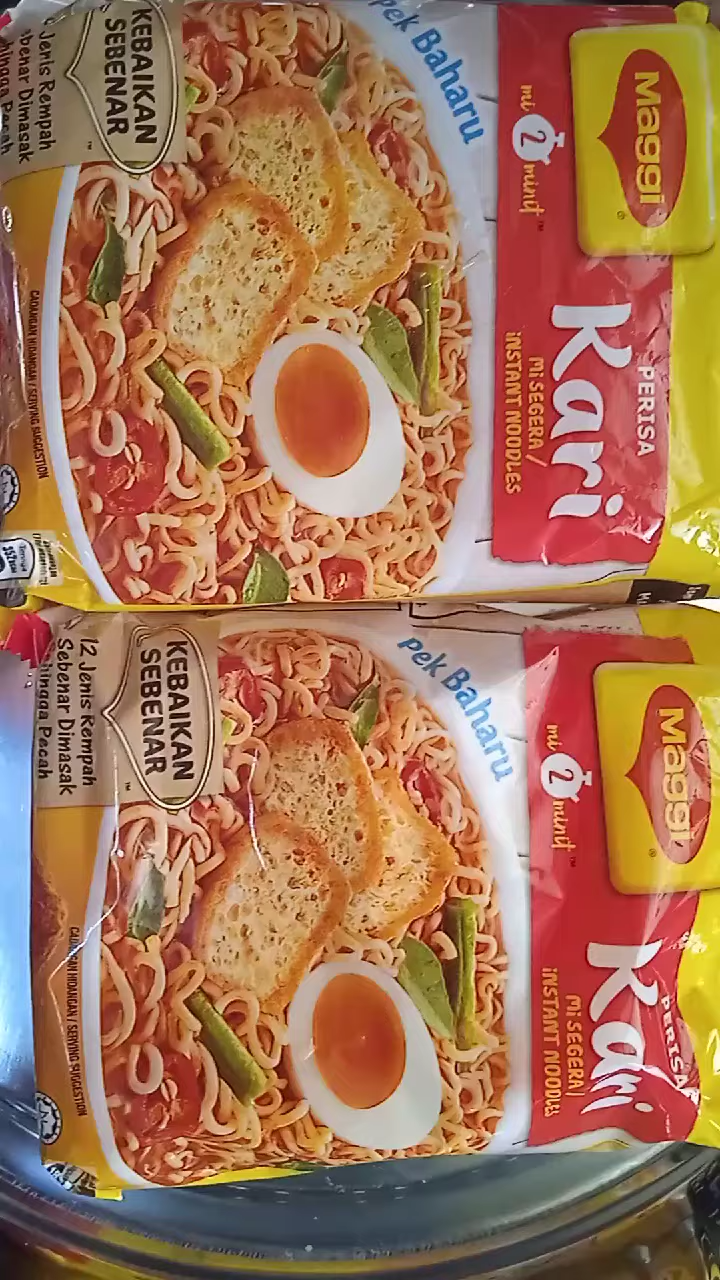 Maggi
mi 2 minit
PERISA
Kari
MI SEGERA /
INSTANT NOODLES
Pek Baharu
KEBAIKAN
SEBENAR
Jenis Rempah
Sebenar Dimasak
hingga Pecah
CADANGAN HIDANGAN / SERVING SUGGESTION
Maggi
mi 2 minit
PERISA
Kari
MI SEGERA /
INSTANT NOODLES
Pek Baharu
KEBAIKAN
SEBENAR
12 Jenis Rempah
Sebenar Dimasak
Sehingga Pecah
CADANGAN HIDANGAN / SERVING SUGGESTION